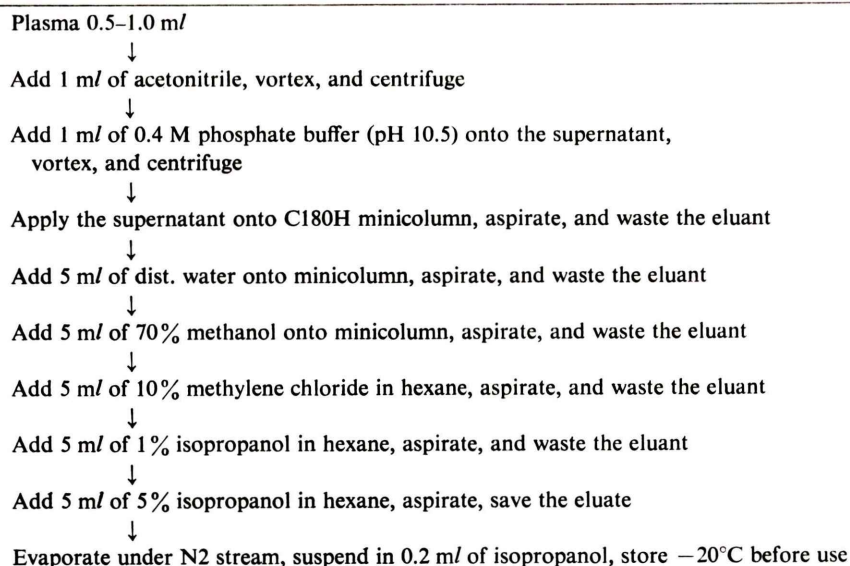 Plasma 0.5–1.0 ml
↓
Add 1 ml of acetonitrile, vortex, and centrifuge
↓
Add 1 ml of 0.4 M phosphate buffer (pH 10.5) onto the supernatant,
vortex, and centrifuge
↓
Apply the supernatant onto C180H minicolumn, aspirate, and waste the eluant
↓
Add 5 ml of dist. water onto minicolumn, aspirate, and waste the eluant
↓
Add 5 ml of 70% methanol onto minicolumn, aspirate, and waste the eluant
↓
Add 5 ml of 10% methylene chloride in hexane, aspirate, and waste the eluant
↓
Add 5 ml of 1% isopropanol in hexane, aspirate, and waste the eluant
↓
Add 5 ml of 5% isopropanol in hexane, aspirate, save the eluate
↓
Evaporate under N2 stream, suspend in 0.2 ml of isopropanol, store −20°C before use